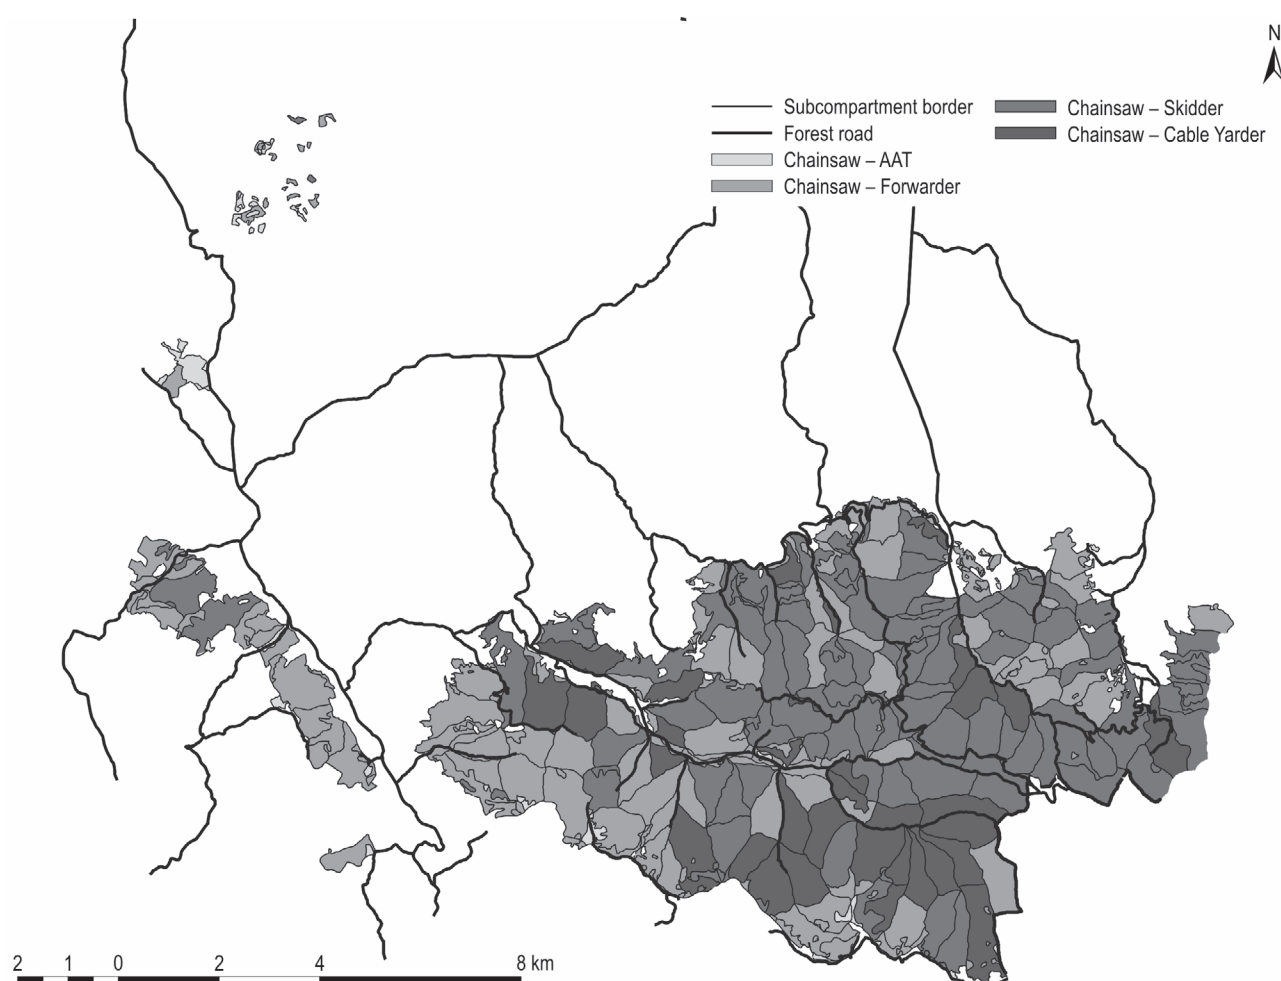 N
Subcompartment border
Forest road
Chainsaw – AAT
Chainsaw – Forwarder
Chainsaw – Skidder
Chainsaw – Cable Yarder
2 1 0 2 4 8 km